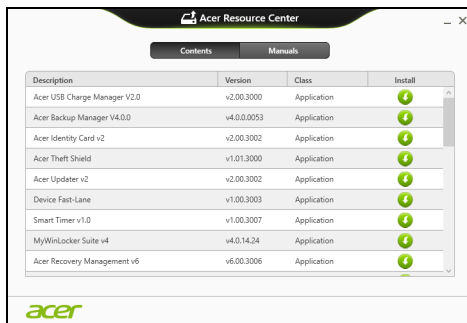 Acer Resource Center
Contents Manuals
Description Version Class Install
Acer USB Charge Manager V2.0 v2.00.3000 Application
Acer Backup Manager V4.0.0 v4.0.0.0053 Application
Acer Identity Card v2 v2.00.3002 Application
Acer Theft Shield v1.01.3000 Application
Acer Updater v2 v2.00.3002 Application
Device Fast-Lane v1.00.3003 Application
Smart Timer v1.0 v1.00.3007 Application
MyWinLocker Suite v4 v4.0.14.24 Application
Acer Recovery Management v6 v6.00.3006 Application
acer